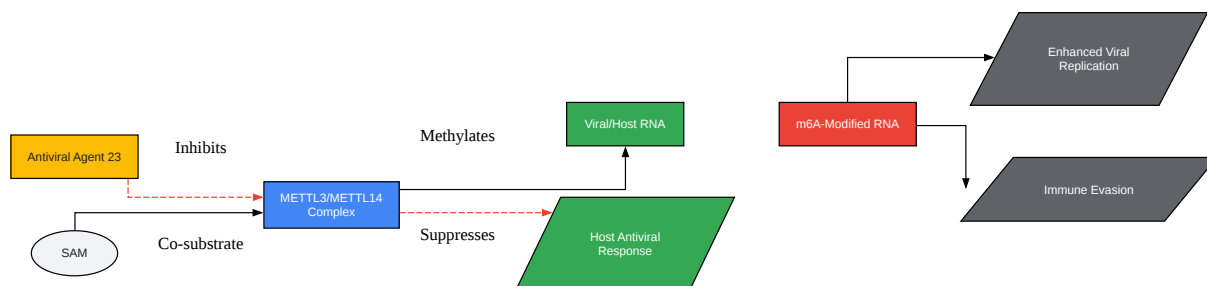 Antiviral Agent 23
Inhibits
SAM
Co-substrate
METTL3/METTL14
Complex
Methylates
Suppresses
Viral/Host RNA
Host Antiviral
Response
m6A-Modified RNA
Enhanced Viral
Replication
Immune Evasion